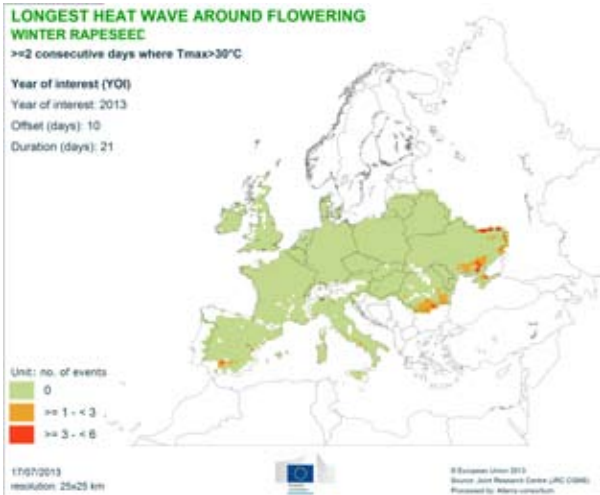 LONGEST HEAT WAVE AROUND FLOWERING
WINTER RAPESEED
>=2 consecutive days where Tmax>30°C
Year of interest (YOI)
Year of interest: 2013
Offset (days): 10
Duration (days): 21
Unit: no. of events
0
>= 1 - < 3
>= 3 - < 6
17/07/2013
resolution: 25x25 km
© European Union 2013
Source: Joint Research Centre (JRC CGMS)
Processed by: Alterra consortium